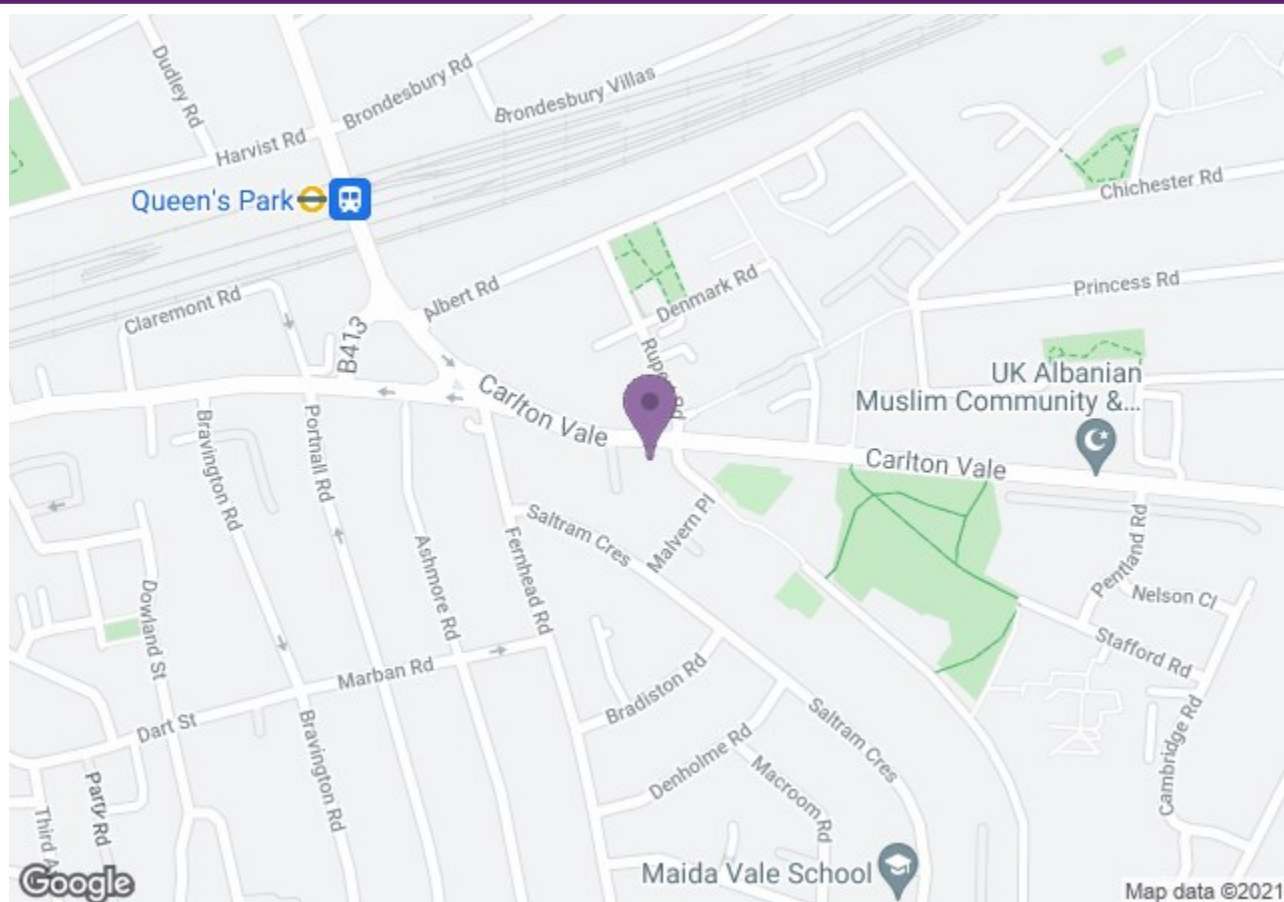 Dudley Rd
Brondesbury Rd
Brondesbury Villas
Harvist Rd
Queen's Park
Chichester Rd
Albert Rd
Denmark Rd
Princess Rd
Claremont Rd
B413
UK Albanian
Muslim Community &...
Carlton Vale
Carlton Vale
Bravington Rd
Portnall Rd
Ashmore Rd
Fernhead Rd
Saltram Cres
Malvern Pl
Pentland Rd
Nelson Cl
Stafford Rd
Dowland St
Marban Rd
Bradiston Rd
Dart St
Bravington Rd
Saltram Cres
Denholme Rd
Macroom Rd
Cambridge Rd
Party Rd
Third A
Maida Vale School
Google
Map data ©2021